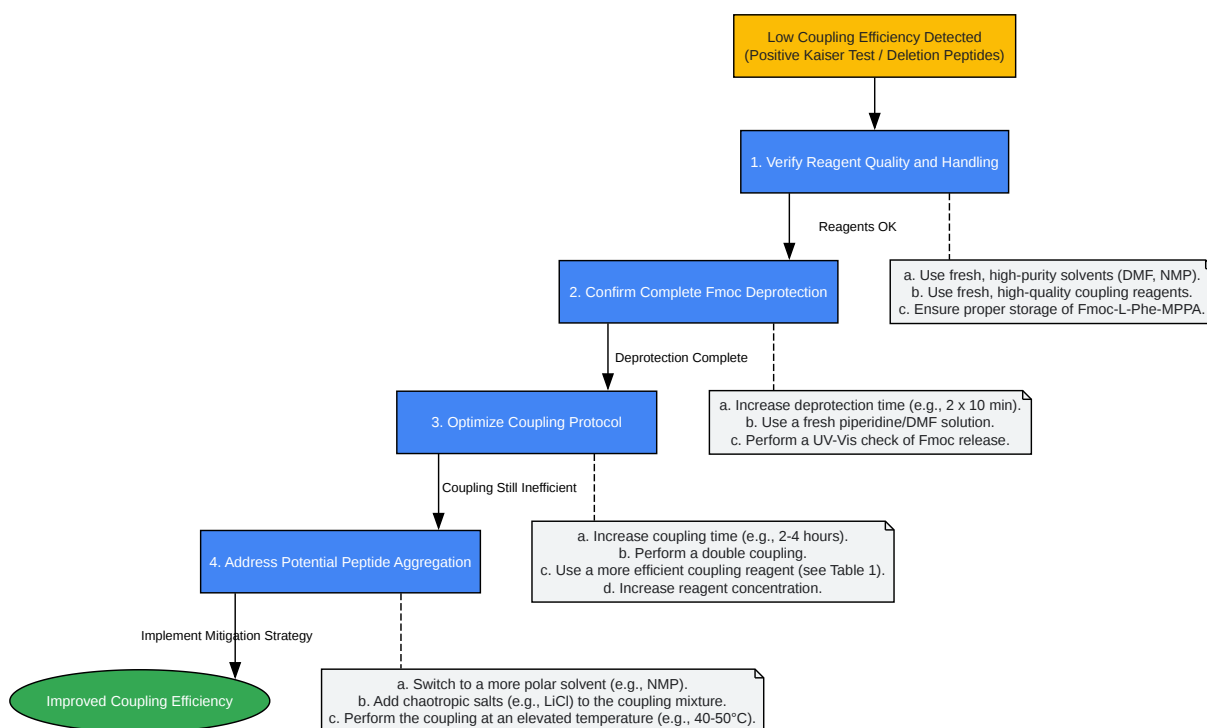 Low Coupling Efficiency Detected
(Positive Kaiser Test / Deletion Peptides)
1. Verify Reagent Quality and Handling
Reagents OK
a. Use fresh, high-purity solvents (DMF, NMP).
b. Use fresh, high-quality coupling reagents.
c. Ensure proper storage of Fmoc-L-Phe-MPPA.
2. Confirm Complete Fmoc Deprotection
Deprotection Complete
a. Increase deprotection time (e.g., 2 x 10 min).
b. Use a fresh piperidine/DMF solution.
c. Perform a UV-Vis check of Fmoc release.
3. Optimize Coupling Protocol
Coupling Still Inefficient
a. Increase coupling time (e.g., 2-4 hours).
b. Perform a double coupling.
c. Use a more efficient coupling reagent (see Table 1).
d. Increase reagent concentration.
4. Address Potential Peptide Aggregation
Implement Mitigation Strategy
a. Switch to a more polar solvent (e.g., NMP).
b. Add chaotropic salts (e.g., LiCl) to the coupling mixture.
c. Perform the coupling at an elevated temperature (e.g., 40-50°C).
Improved Coupling Efficiency